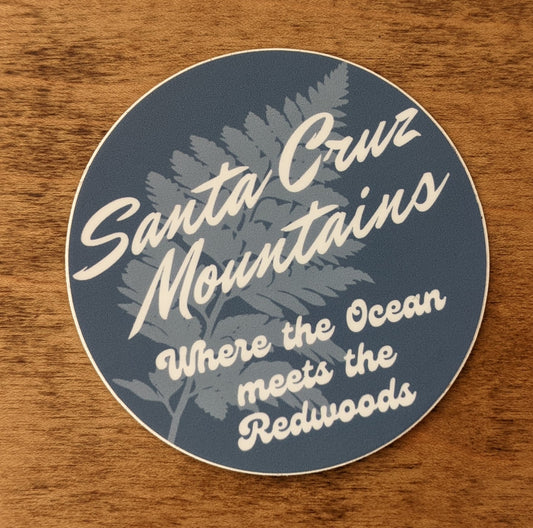 Santa Cruz
Mountains
Where the Ocean
meets the
Redwoods